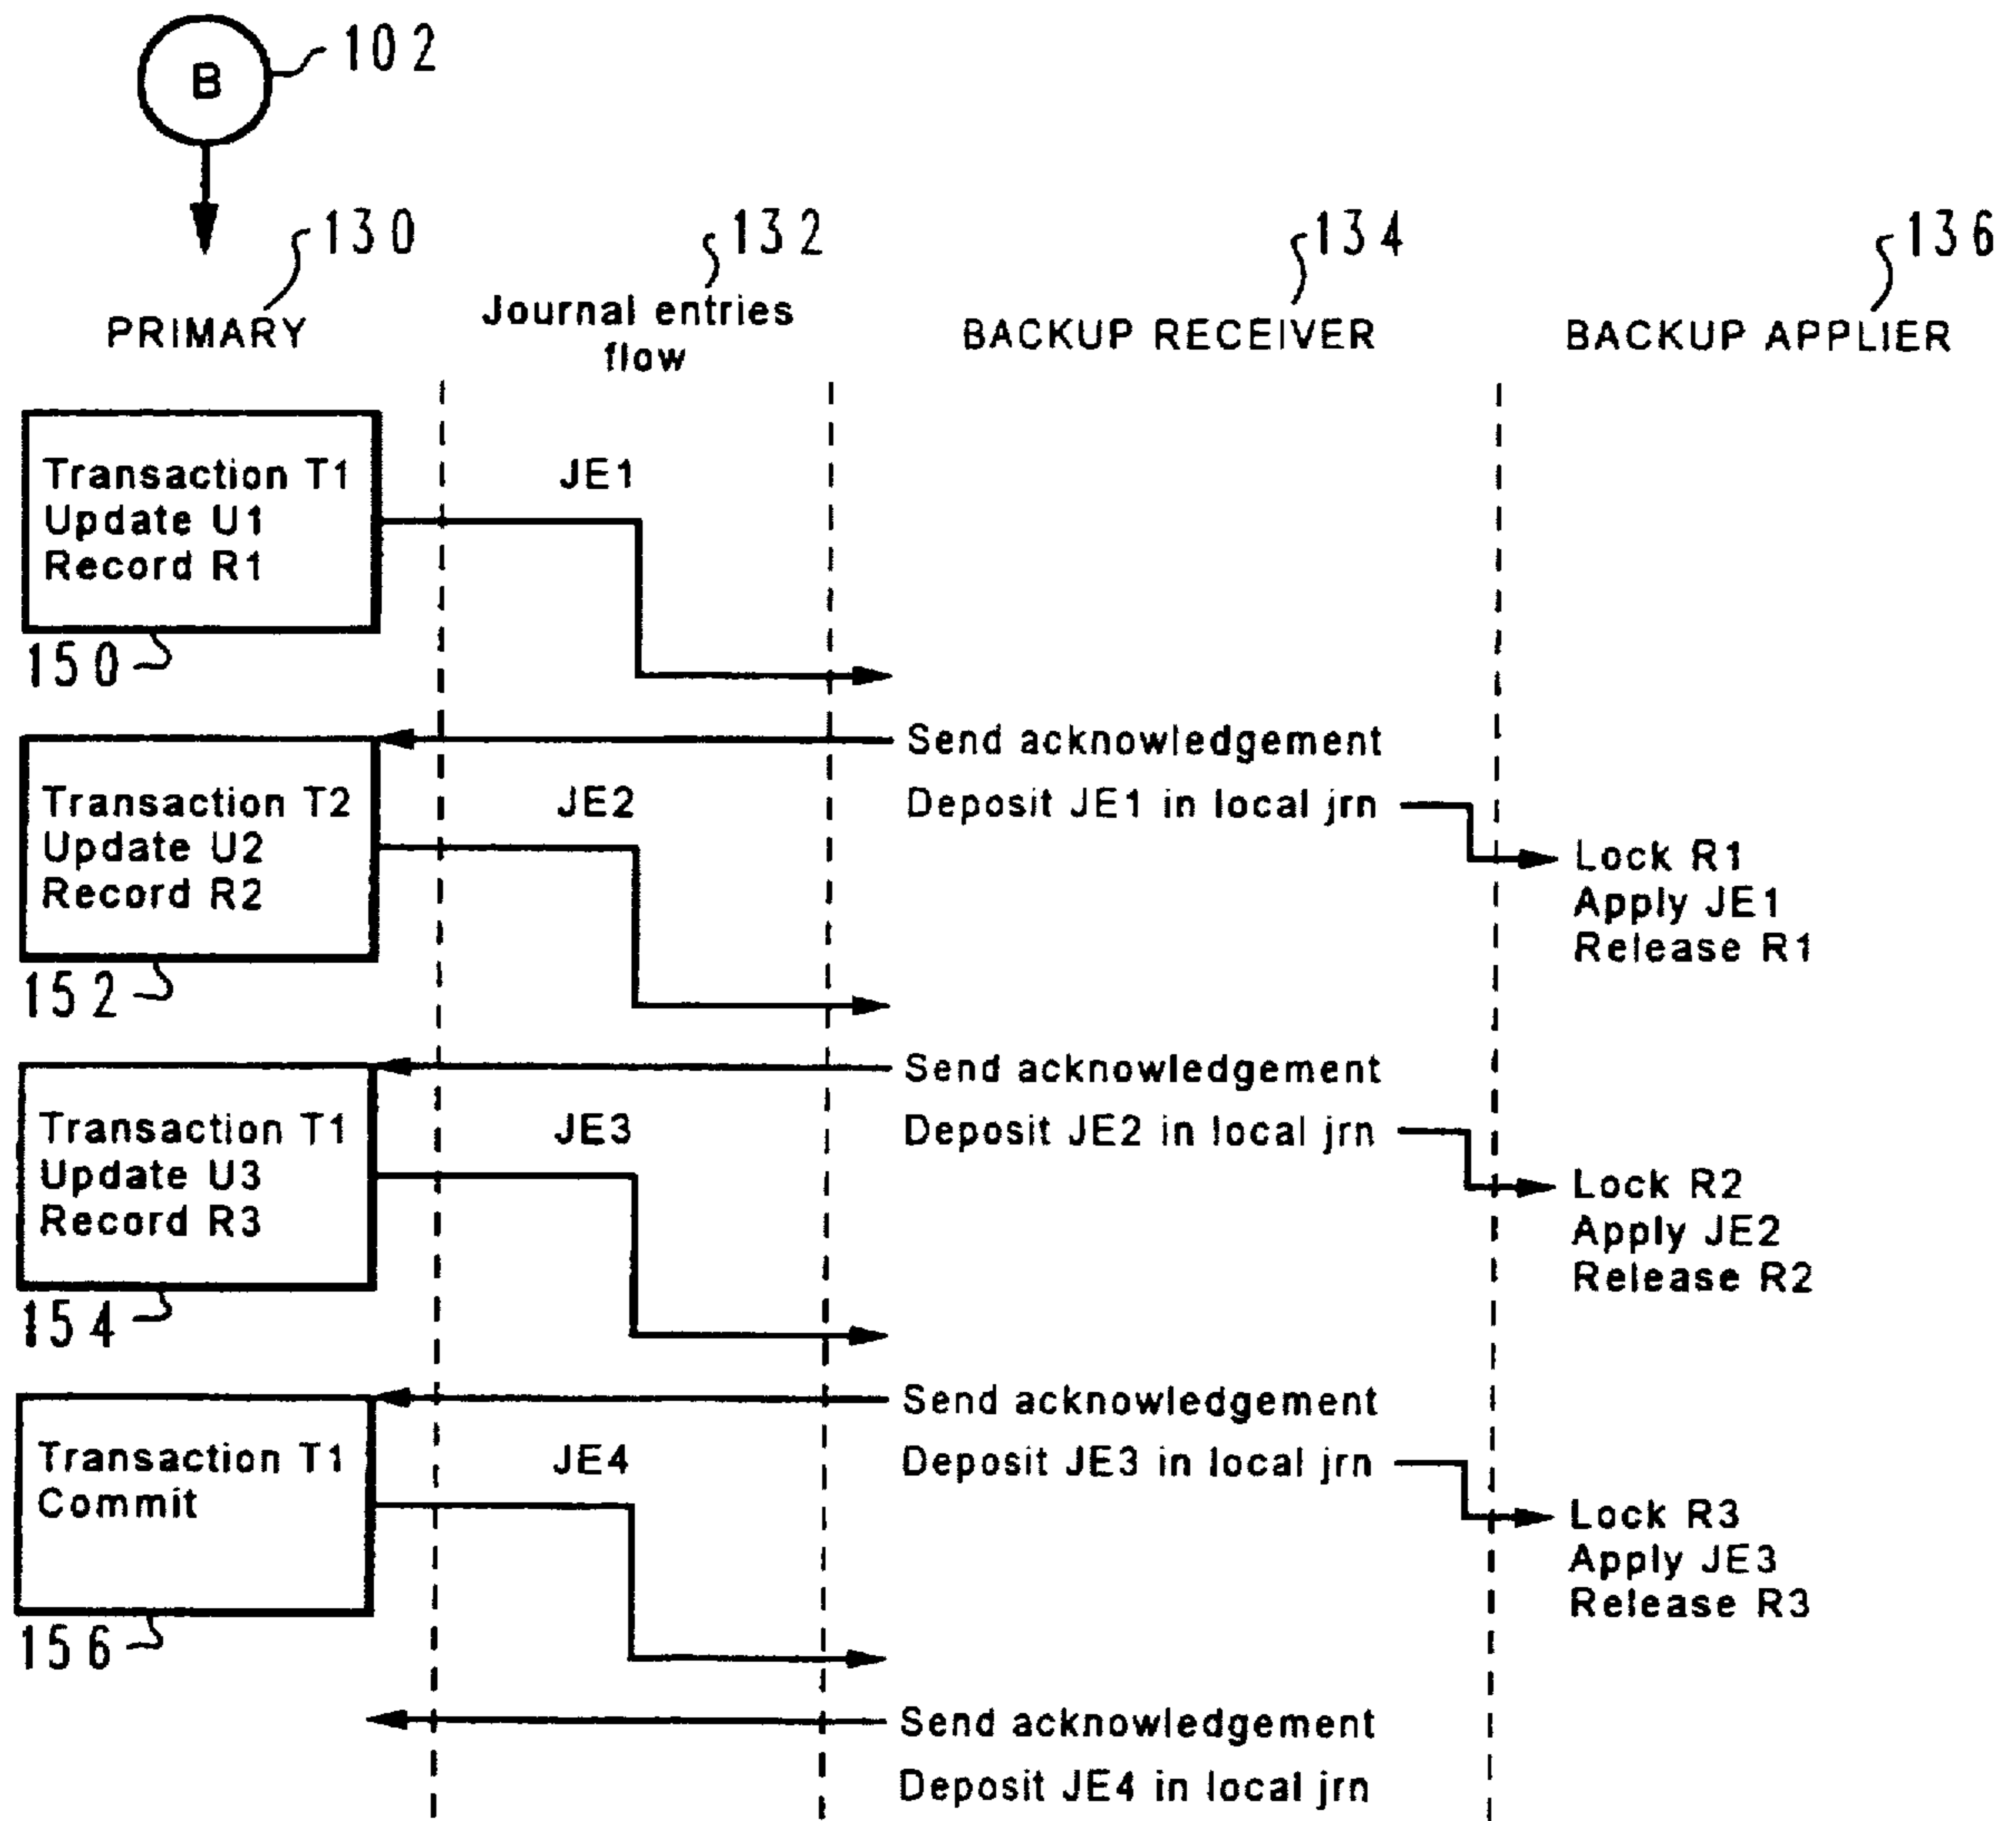 B
102
130
132
134
136
PRIMARY
Journal entries
flow
BACKUP RECEIVER
BACKUP APPLIER
Transaction T1
Update U1
Record R1
JE1
150
Send acknowledgement
Transaction T2
Update U2
Record R2
JE2
Deposit JE1 in local jrn
Lock R1
Apply JE1
Release R1
152
Send acknowledgement
Transaction T1
Update U3
Record R3
JE3
Deposit JE2 in local jrn
Lock R2
Apply JE2
Release R2
154
Send acknowledgement
Transaction T1
Commit
JE4
Deposit JE3 in local jrn
Lock R3
Apply JE3
Release R3
156
Send acknowledgement
Deposit JE4 in local jrn